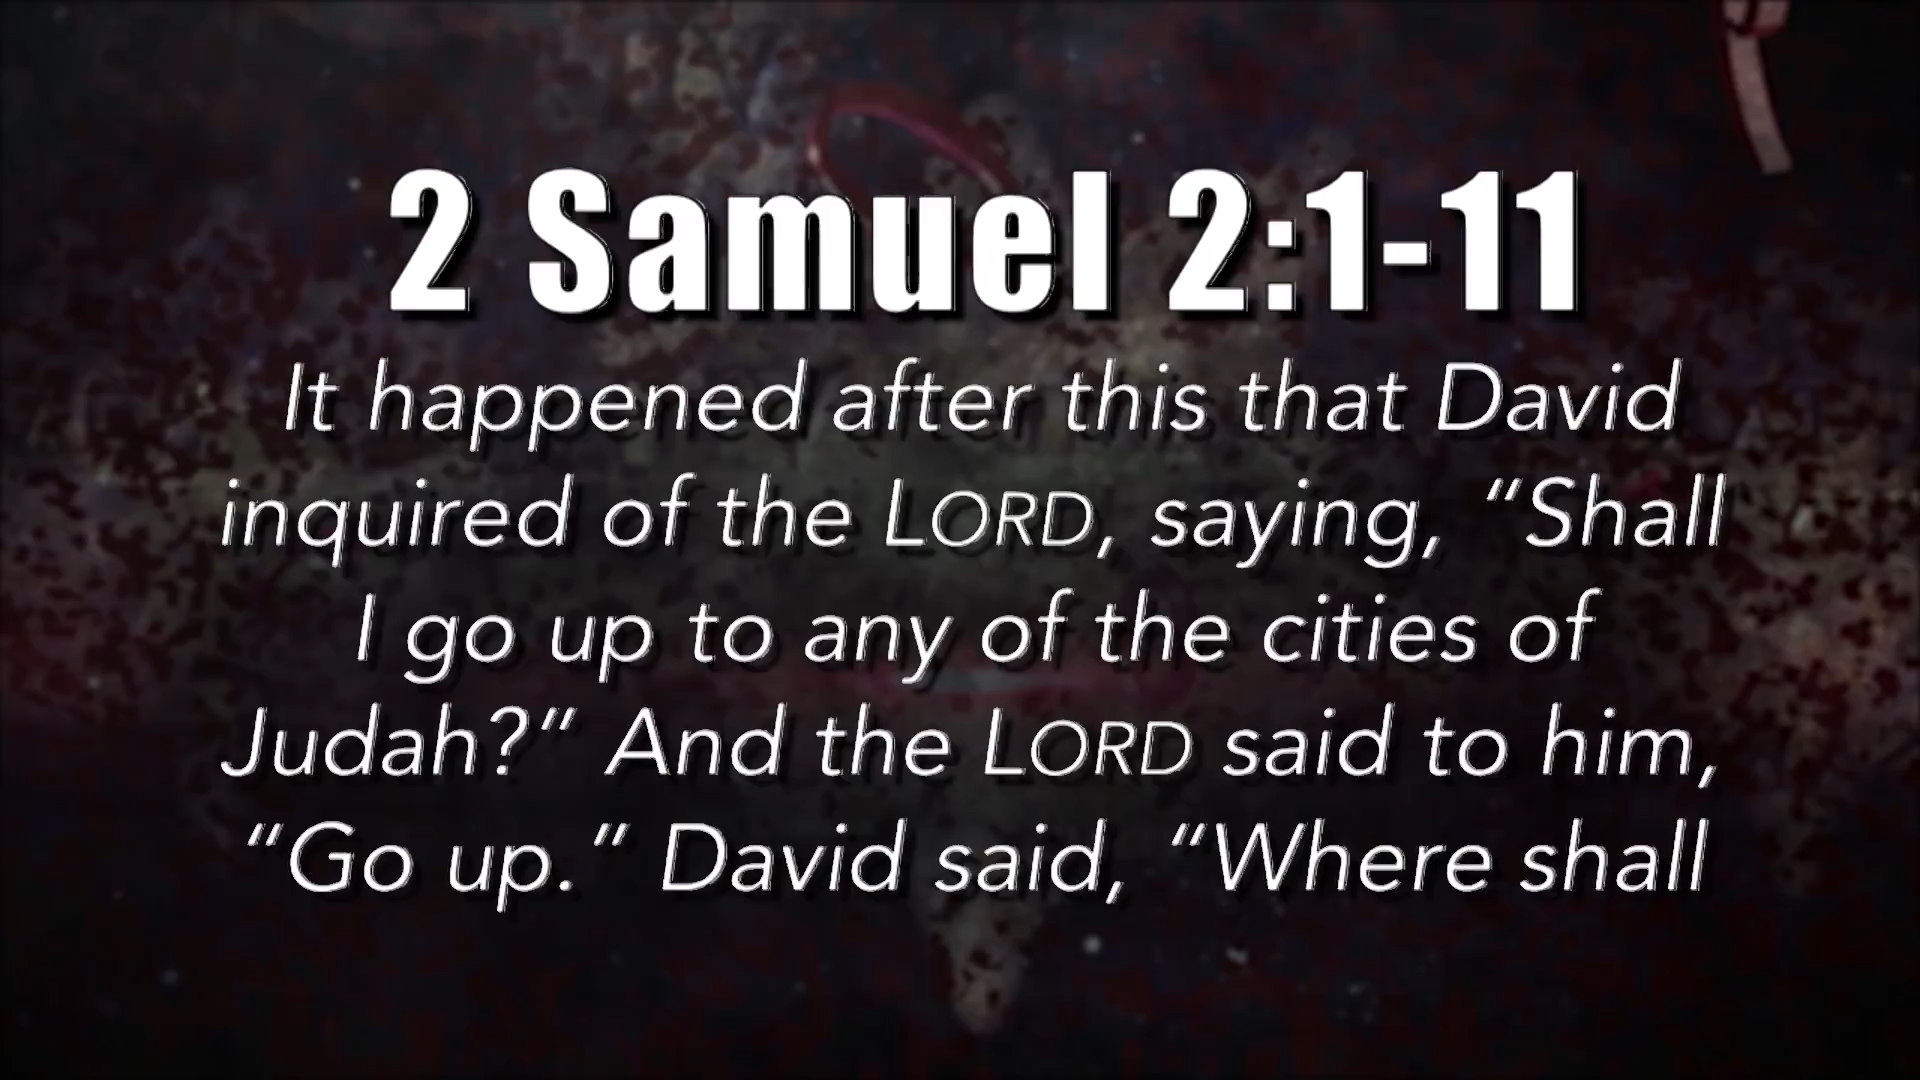 2 Samuel 2:1-11
It happened after this that David
inquired of the LORD, saying, “Shall
I go up to any of the cities of
Judah?” And the LORD said to him,
“Go up.” David said, “Where shall